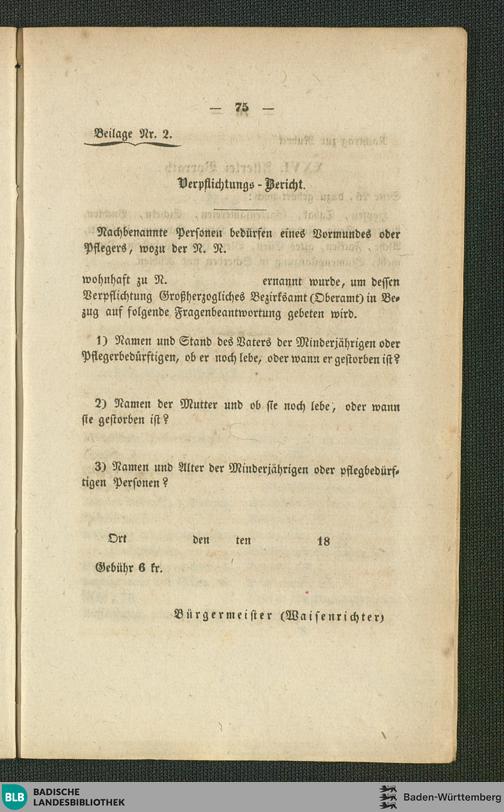 — 75 —
Beilage Nr. 2.
Verpflichtungs-Bericht.
Nachbenannte Personen bedürfen eines Vormundes oder
Pflegers, wozu der N. N.
wohnhaft zu N. ernannt wurde, um dessen
Verpflichtung Großherzogliches Bezirksamt (Oberamt) in Be-
zug auf folgende Fragenbeantwortung gebeten wird.
1) Namen und Stand des Vaters der Minderjährigen oder
Pflegerbedürftigen, ob er noch lebe, oder wann er gestorben ist?
2) Namen der Mutter und ob sie noch lebe, oder wann
sie gestorben ist?
3) Namen und Alter der Minderjährigen oder pflegbedürf-
tigen Personen?
Ort den ten 18
Gebühr 6 kr.
Bürgermeister (Waisenrichter)
BLB BADISCHE
LANDESBIBLIOTHEK
Baden-Württemberg